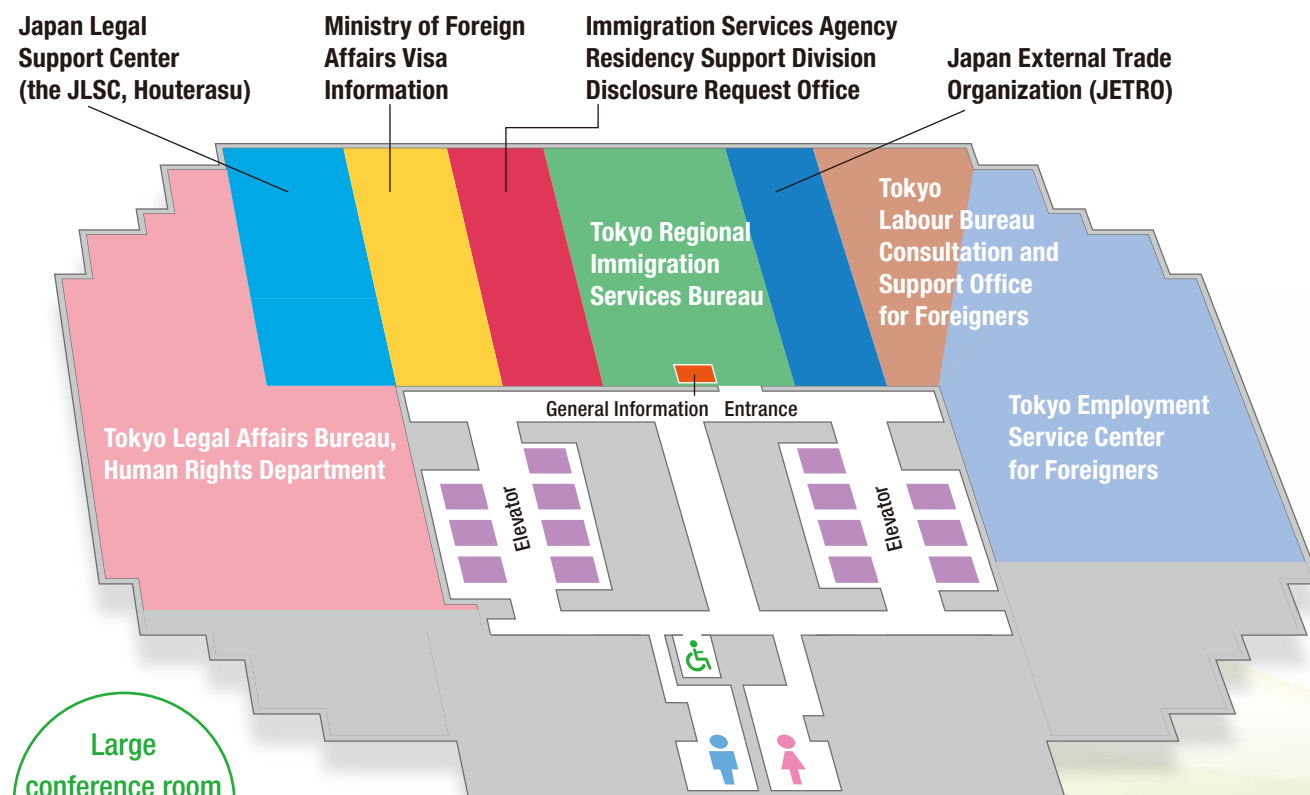 Japan Legal
Support Center
(the JLSC, Houterasu)
Ministry of Foreign
Affairs Visa
Information
Immigration Services Agency
Residency Support Division
Disclosure Request Office
Japan External Trade
Organization (JETRO)
Tokyo Regional
Immigration
Services Bureau
Tokyo
Labour Bureau
Consultation and
Support Office
for Foreigners
General Information
Entrance
Tokyo Legal Affairs Bureau,
Human Rights Department
Tokyo Employment
Service Center
for Foreigners
Elevator
Elevator
Large
conference room